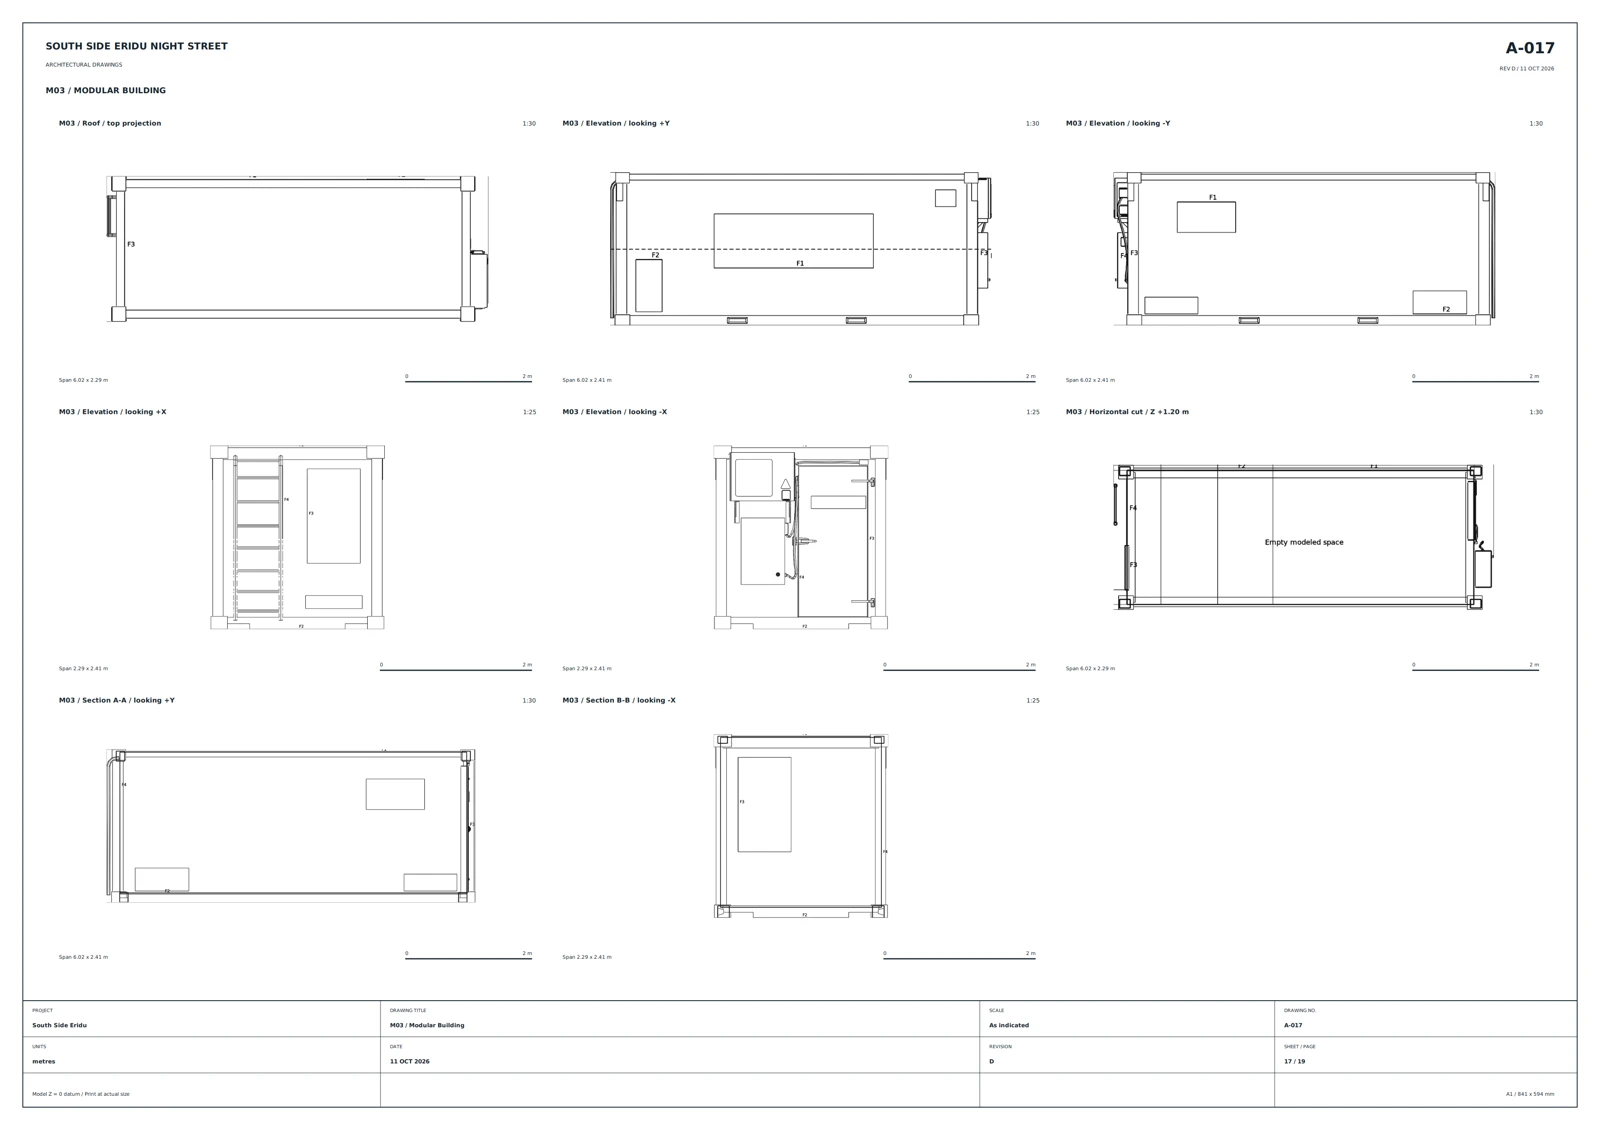 SOUTH SIDE ERIDU NIGHT STREET
ARCHITECTURAL DRAWINGS
A-017
REV D / 11 OCT 2026
M03 / MODULAR BUILDING
M03 / Roof / top projection
1:30
F3
Span 6.02 x 2.29 m
0
2 m
M03 / Elevation / looking +Y
1:30
F2
F1
F3
Span 6.02 x 2.41 m
0
2 m
M03 / Elevation / looking -Y
1:30
F1
F3
F4
F2
Span 6.02 x 2.41 m
0
2 m
M03 / Elevation / looking +X
1:25
F4
F3
F2
Span 2.29 x 2.41 m
0
2 m
M03 / Elevation / looking -X
1:25
F3
F4
F2
Span 2.29 x 2.41 m
0
2 m
M03 / Horizontal cut / Z +1.20 m
1:30
F2
F1
F4
Empty modeled space
F3
Span 6.02 x 2.29 m
0
2 m
M03 / Section A-A / looking +Y
1:30
F4
F2
Span 6.02 x 2.41 m
0
2 m
M03 / Section B-B / looking -X
1:25
F3
F4
F2
Span 2.29 x 2.41 m
0
2 m
PROJECT
South Side Eridu
DRAWING TITLE
M03 / Modular Building
SCALE
As indicated
DRAWING NO.
A-017
UNITS
metres
DATE
11 OCT 2026
REVISION
D
SHEET / PAGE
17 / 19
Model Z = 0 datum / Print at actual size
A1 / 841 x 594 mm